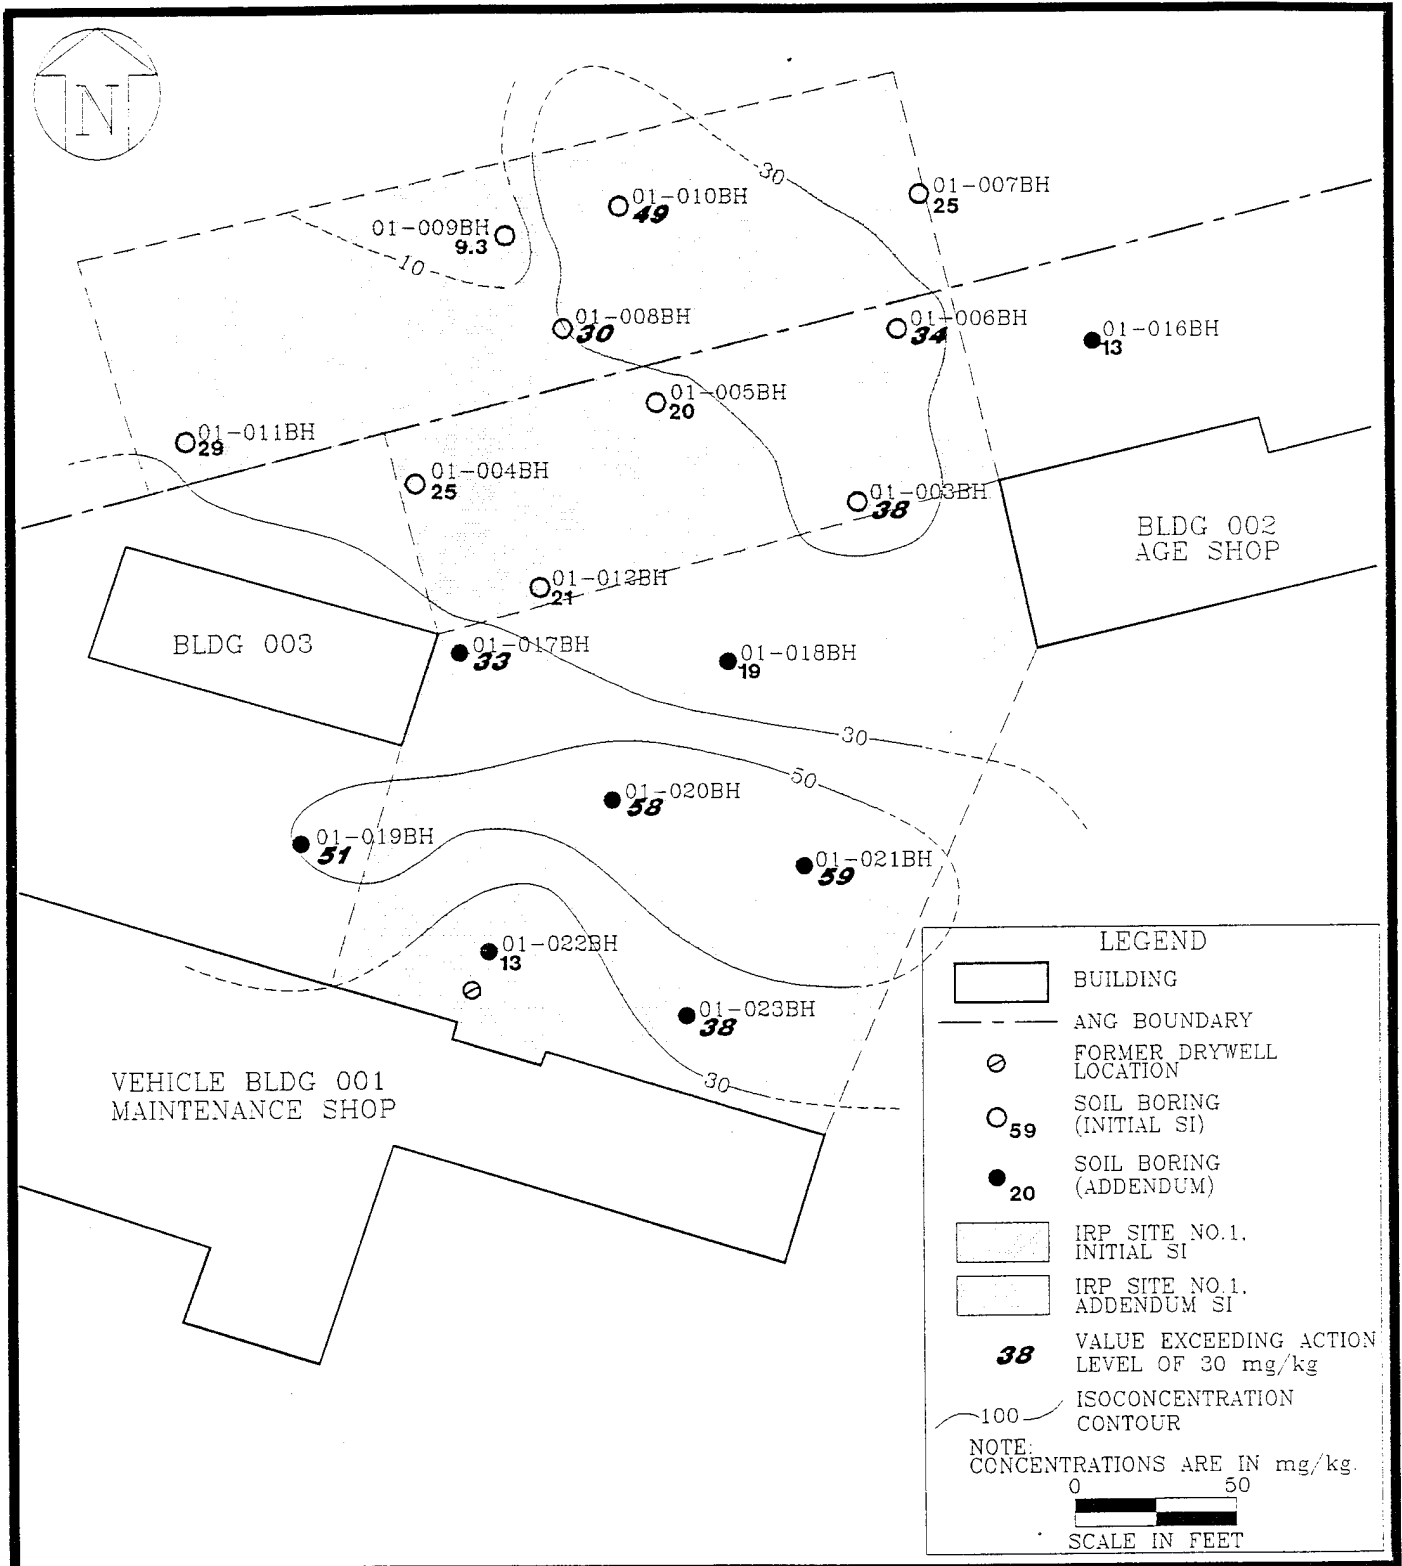 N
30
01-010BH
49
01-007BH
25
01-009BH
9.3
10
01-008BH
30
01-006BH
34
01-016BH
13
01-005BH
20
01-011BH
29
01-004BH
25
01-003BH
38
BLDG 002
AGE SHOP
01-012BH
21
BLDG 003
01-017BH
33
01-018BH
19
30
50
01-020BH
58
01-019BH
51
01-021BH
59
01-022BH
13
01-023BH
38
30
VEHICLE BLDG 001
MAINTENANCE SHOP
LEGEND
BUILDING
ANG BOUNDARY
FORMER DRYWELL
LOCATION
SOIL BORING
(INITIAL SI)
59
SOIL BORING
(ADDENDUM)
20
IRP SITE NO.1,
INITIAL SI
IRP SITE NO.1,
ADDENDUM SI
38
VALUE EXCEEDING ACTION
LEVEL OF 30 mg/kg
100
ISOCONCENTRATION
CONTOUR
NOTE:
CONCENTRATIONS ARE IN mg/kg.
0 50
SCALE IN FEET